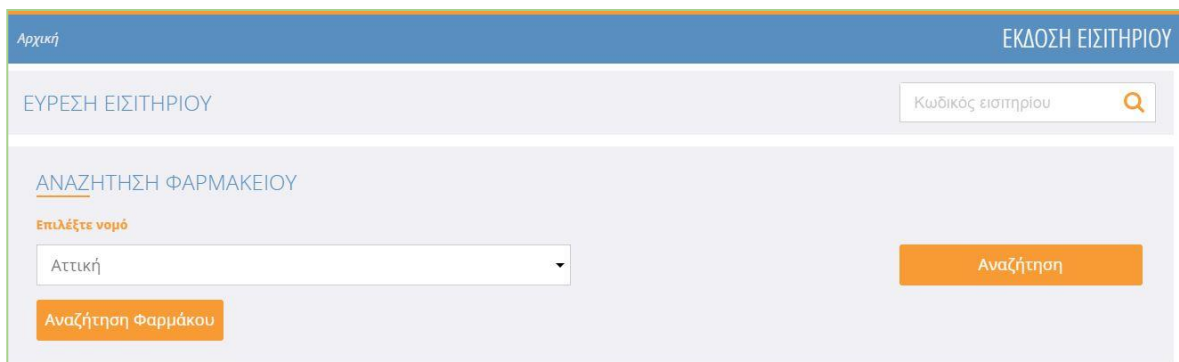 Αρχική
ΕΚΔΟΣΗ ΕΙΣΙΤΗΡΙΟΥ
ΕΥΡΕΣΗ ΕΙΣΙΤΗΡΙΟΥ
Κωδικός εισιτηρίου
ΑΝΑΖΗΤΗΣΗ ΦΑΡΜΑΚΕΙΟΥ
Επιλέξτε νομό
Αττική
Αναζήτηση
Αναζήτηση Φαρμάκου